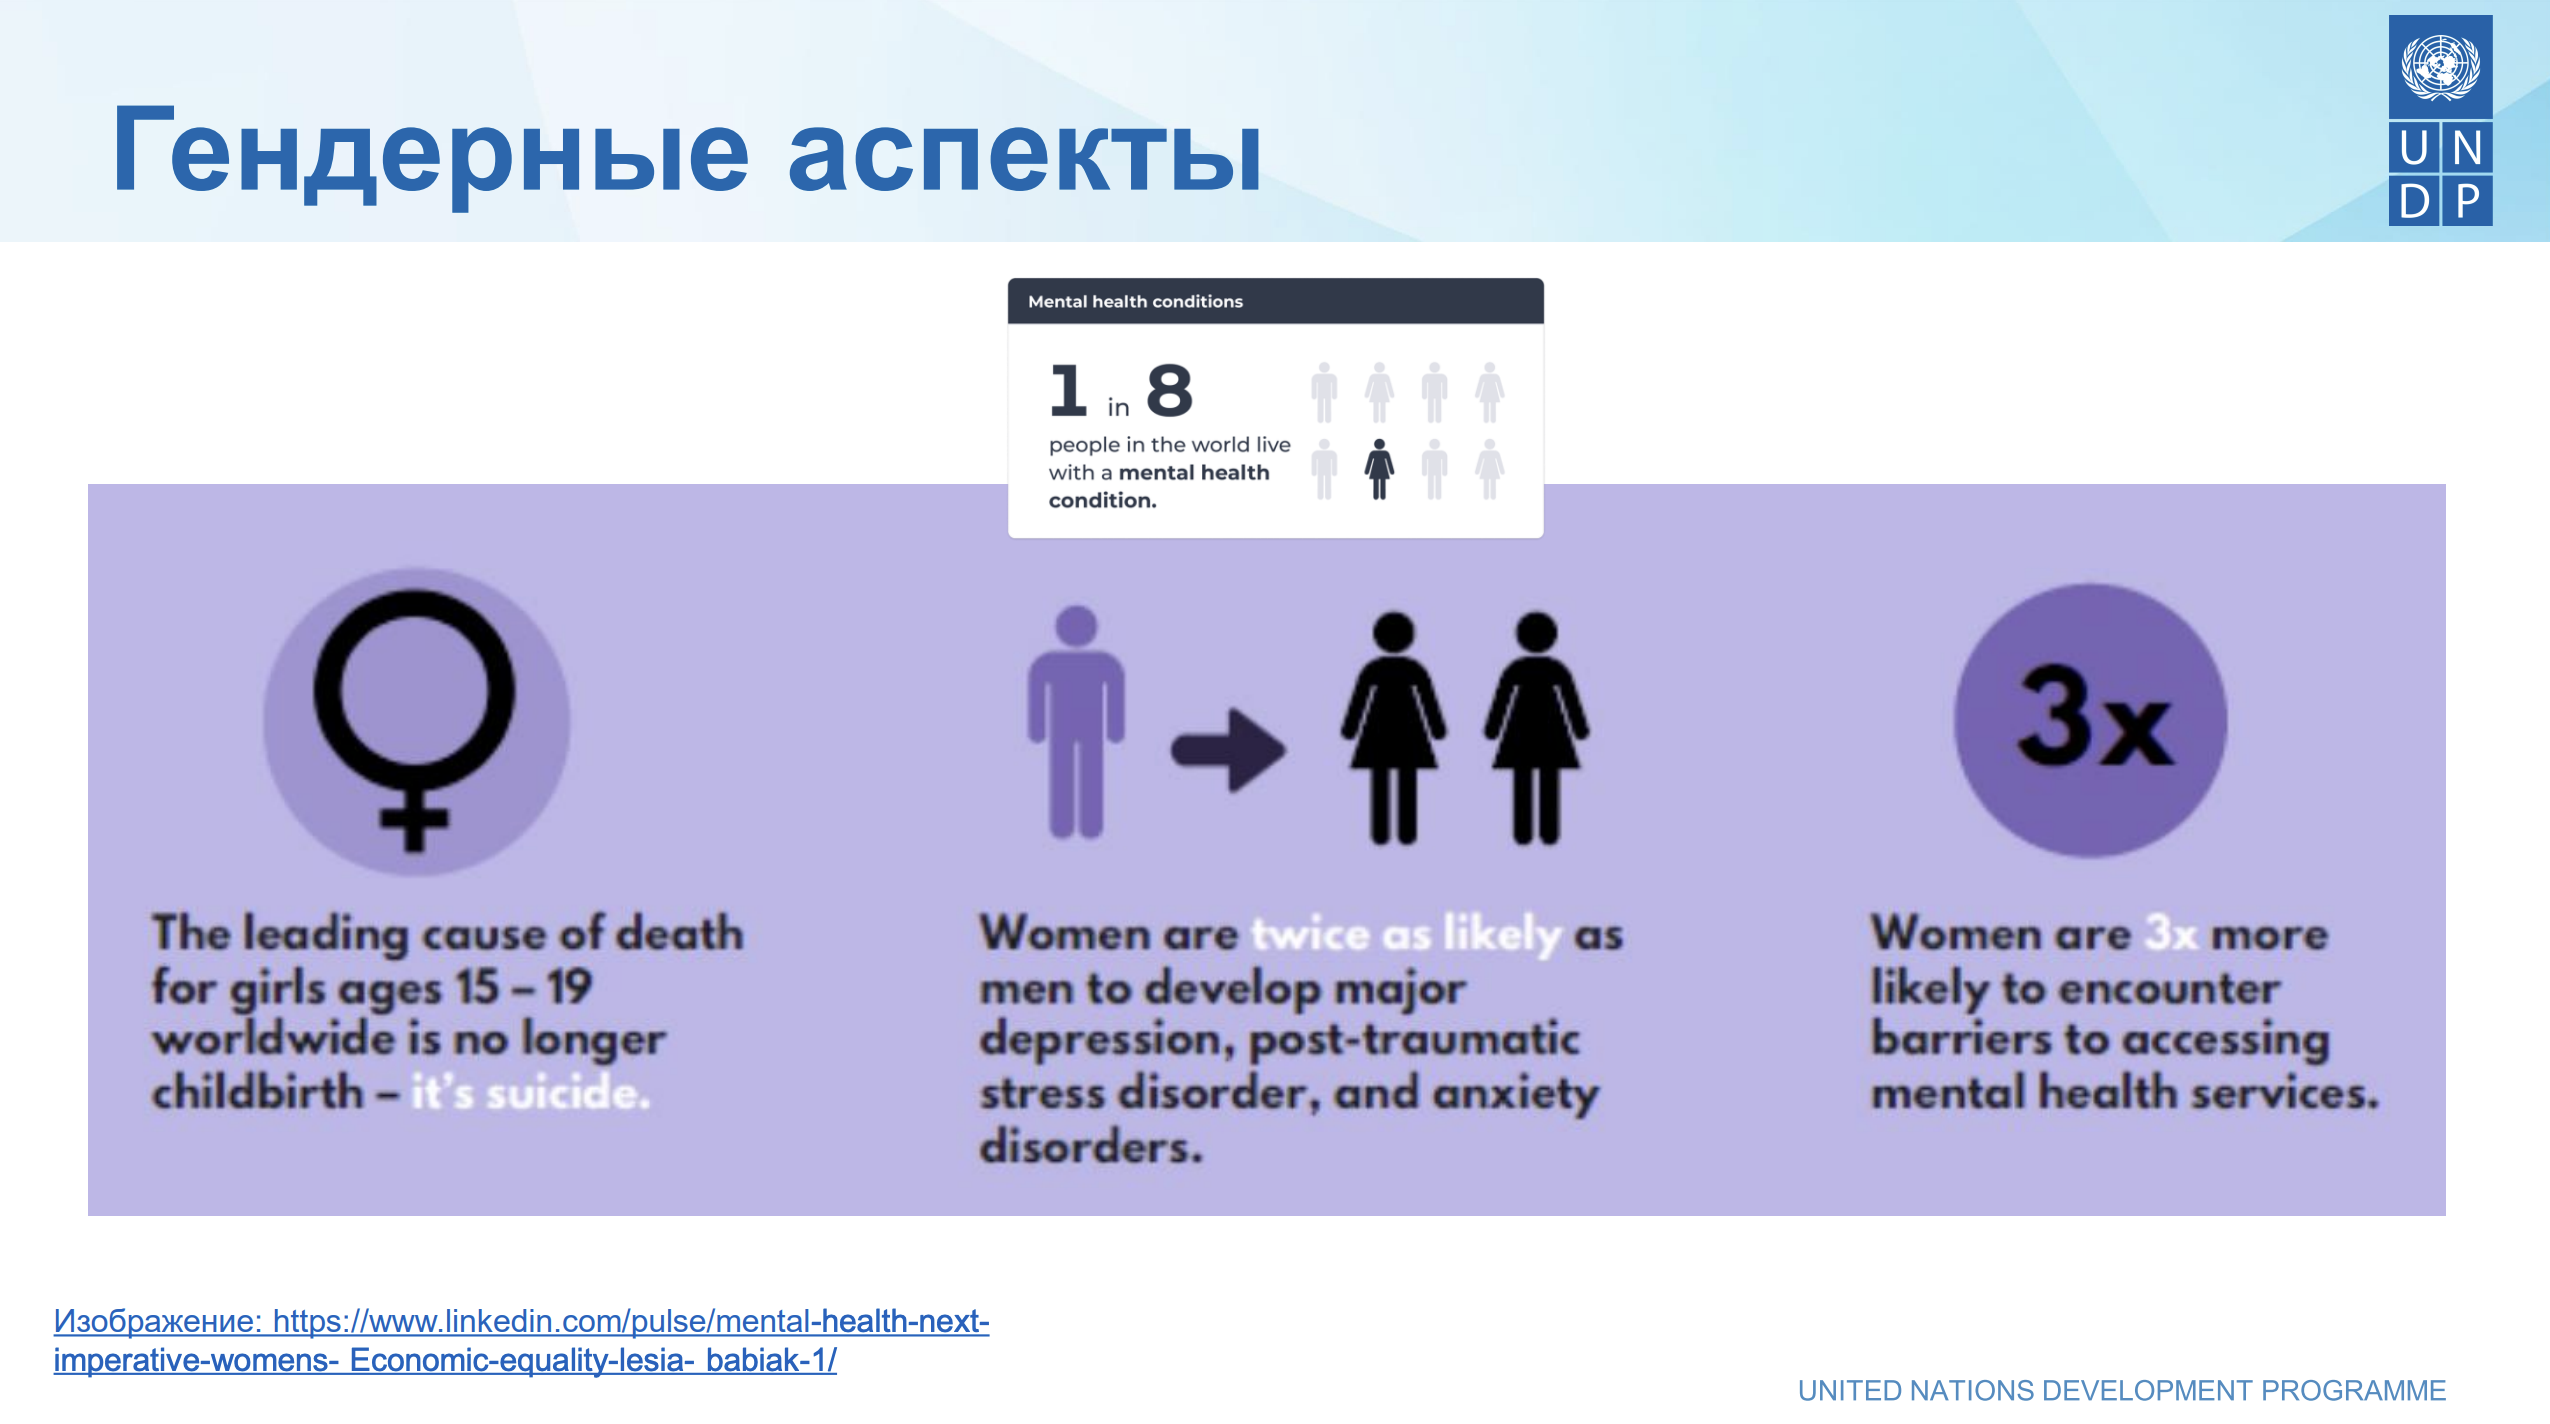 Гендерные аспекты
U N
D P
Mental health conditions
1 in 8
people in the world live
with a mental health
condition.
The leading cause of death
for girls ages 15 – 19
worldwide is no longer
childbirth – it's suicide.
Women are twice as likely as
men to develop major
depression, post-traumatic
stress disorder, and anxiety
disorders.
3x
Women are 3x more
likely to encounter
barriers to accessing
mental health services.
Изображение: https://www.linkedin.com/pulse/mental-health-next-
imperative-womens- Economic-equality-lesia- babiak-1/
UNITED NATIONS DEVELOPMENT PROGRAMME